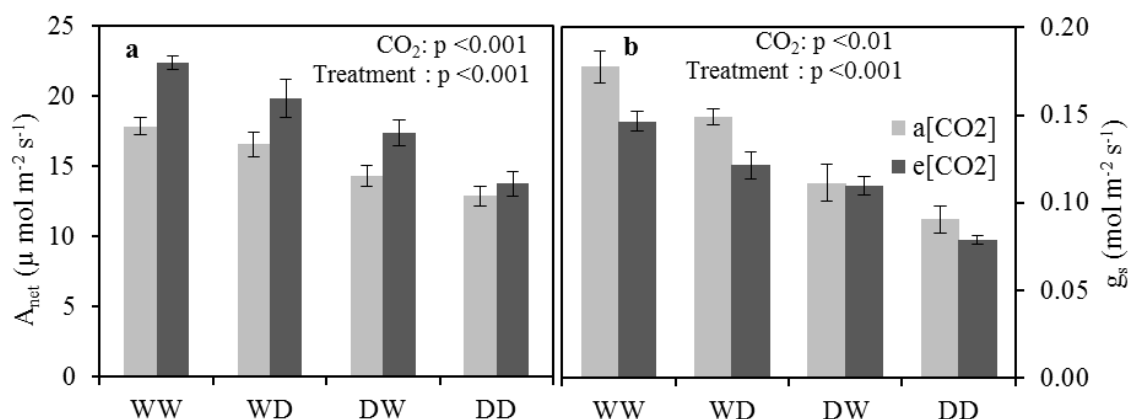 a
CO₂: p <0.001
Treatment : p <0.001
b
CO₂: p <0.01
Treatment : p <0.001
a[CO2]
e[CO2]
25
20
15
10
5
0
A_net (µ mol m⁻² s⁻¹)
WW WD DW DD
0.20
0.15
0.10
0.05
0.00
g_s (mol m⁻² s⁻¹)
WW WD DW DD